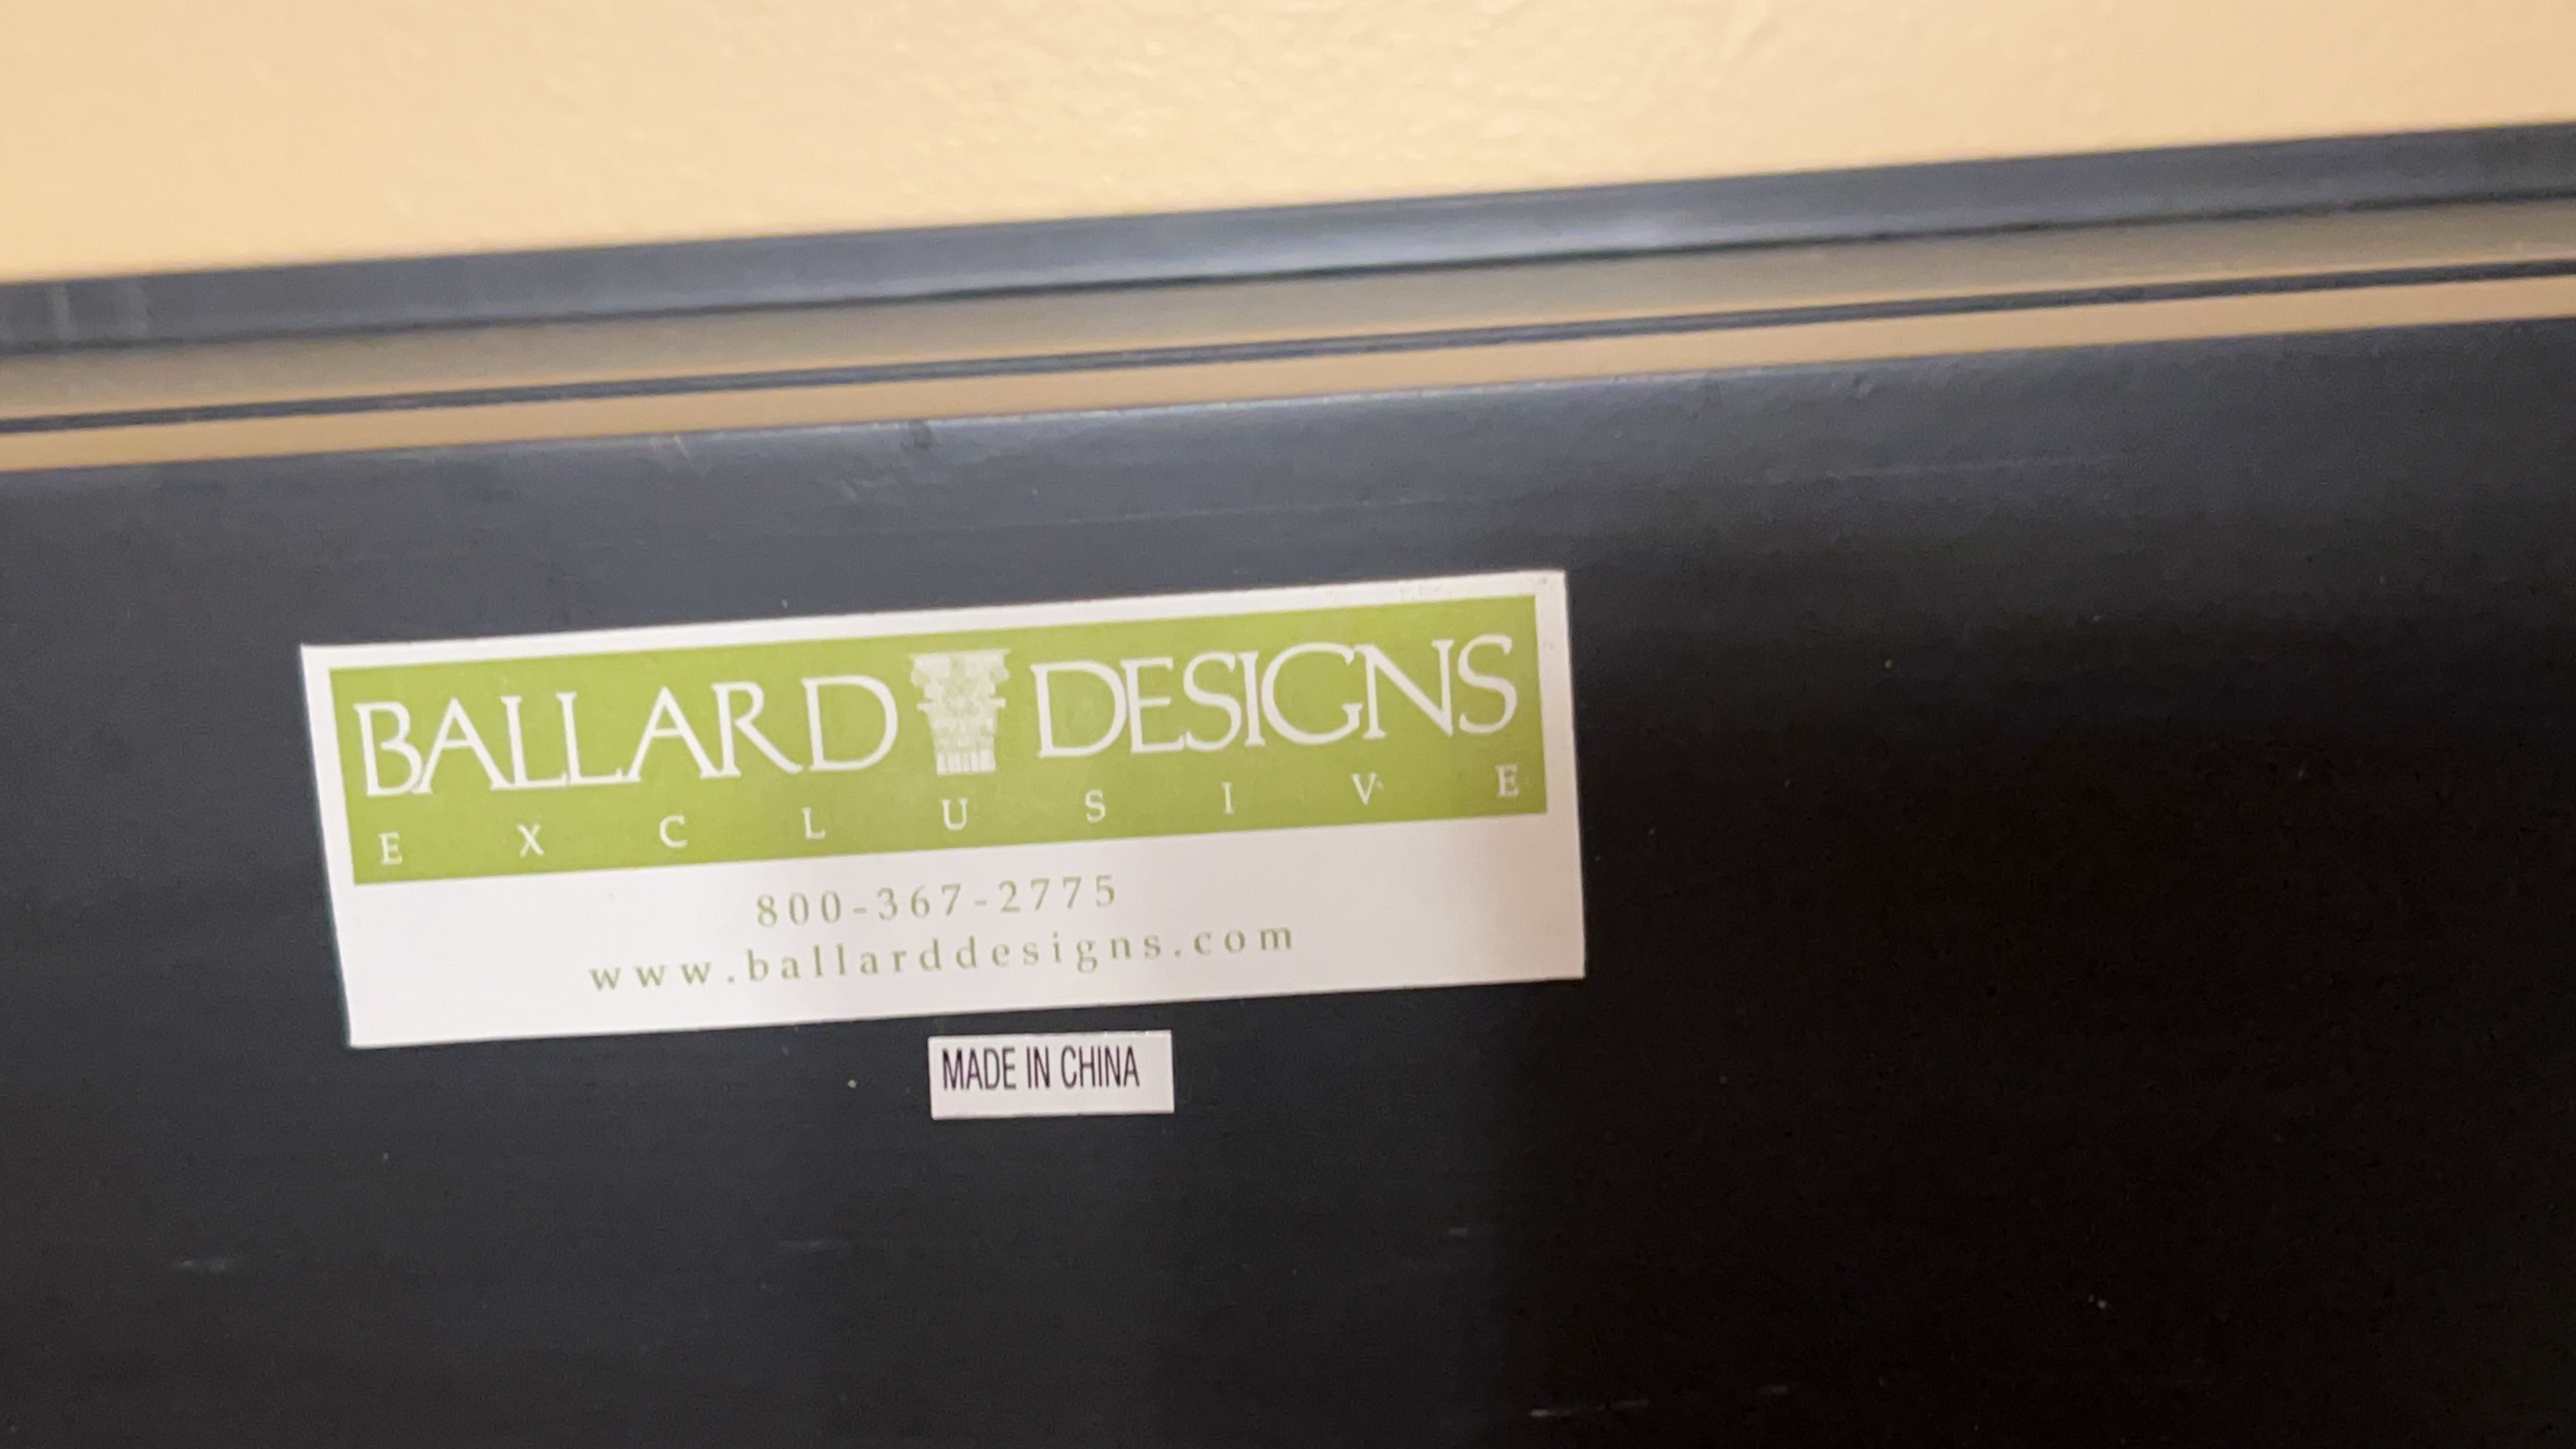 BALLARD DESIGNS
EXCLUSIVE
800-367-2775
www.ballarddesigns.com
MADE IN CHINA